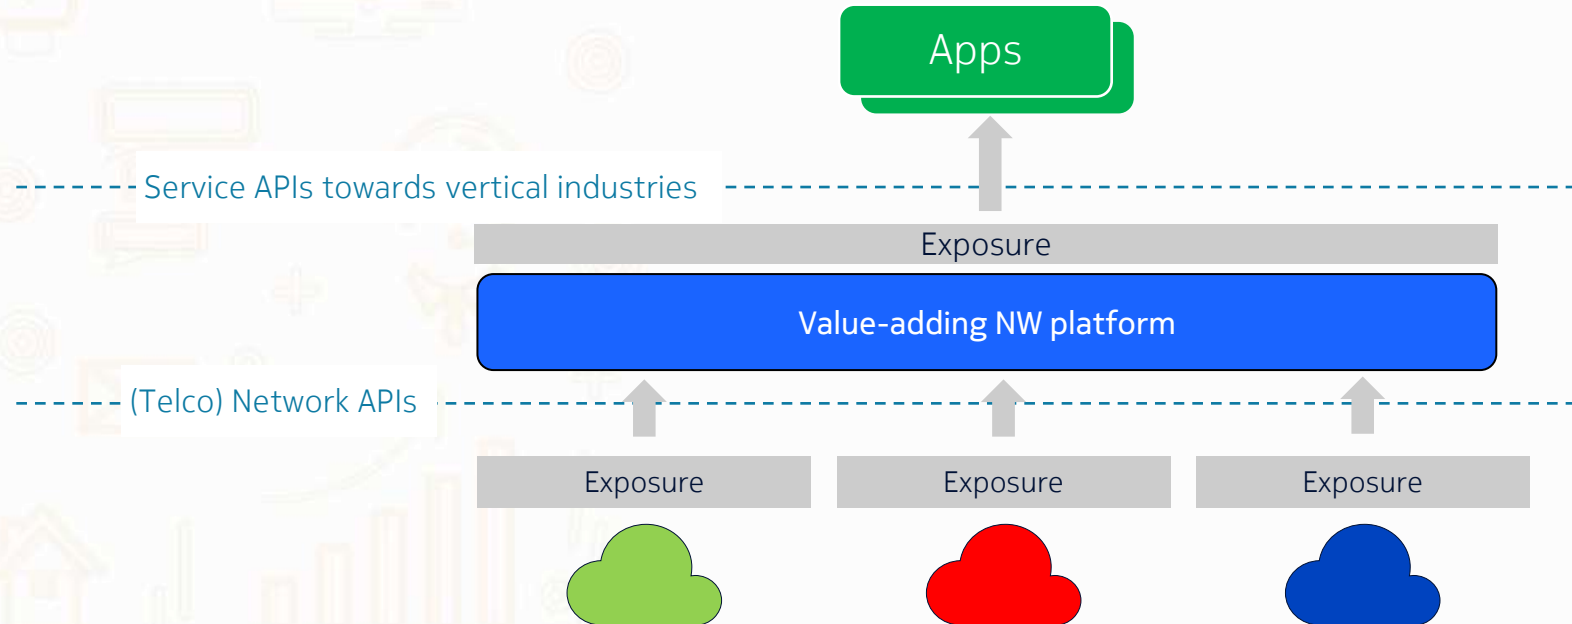 Apps
Service APIs towards vertical industries
Exposure
Value-adding NW platform
(Telco) Network APIs
Exposure
Exposure
Exposure